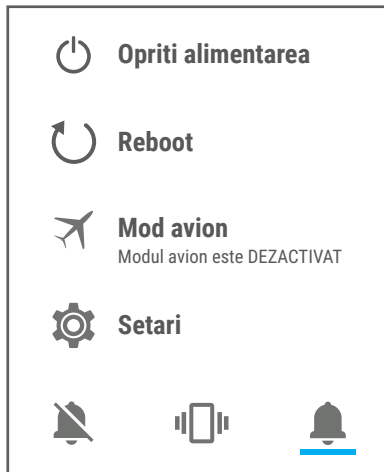 Opriti alimentarea
Reboot
Mod avion
Modul avion este DEZACTIVAT
Setari